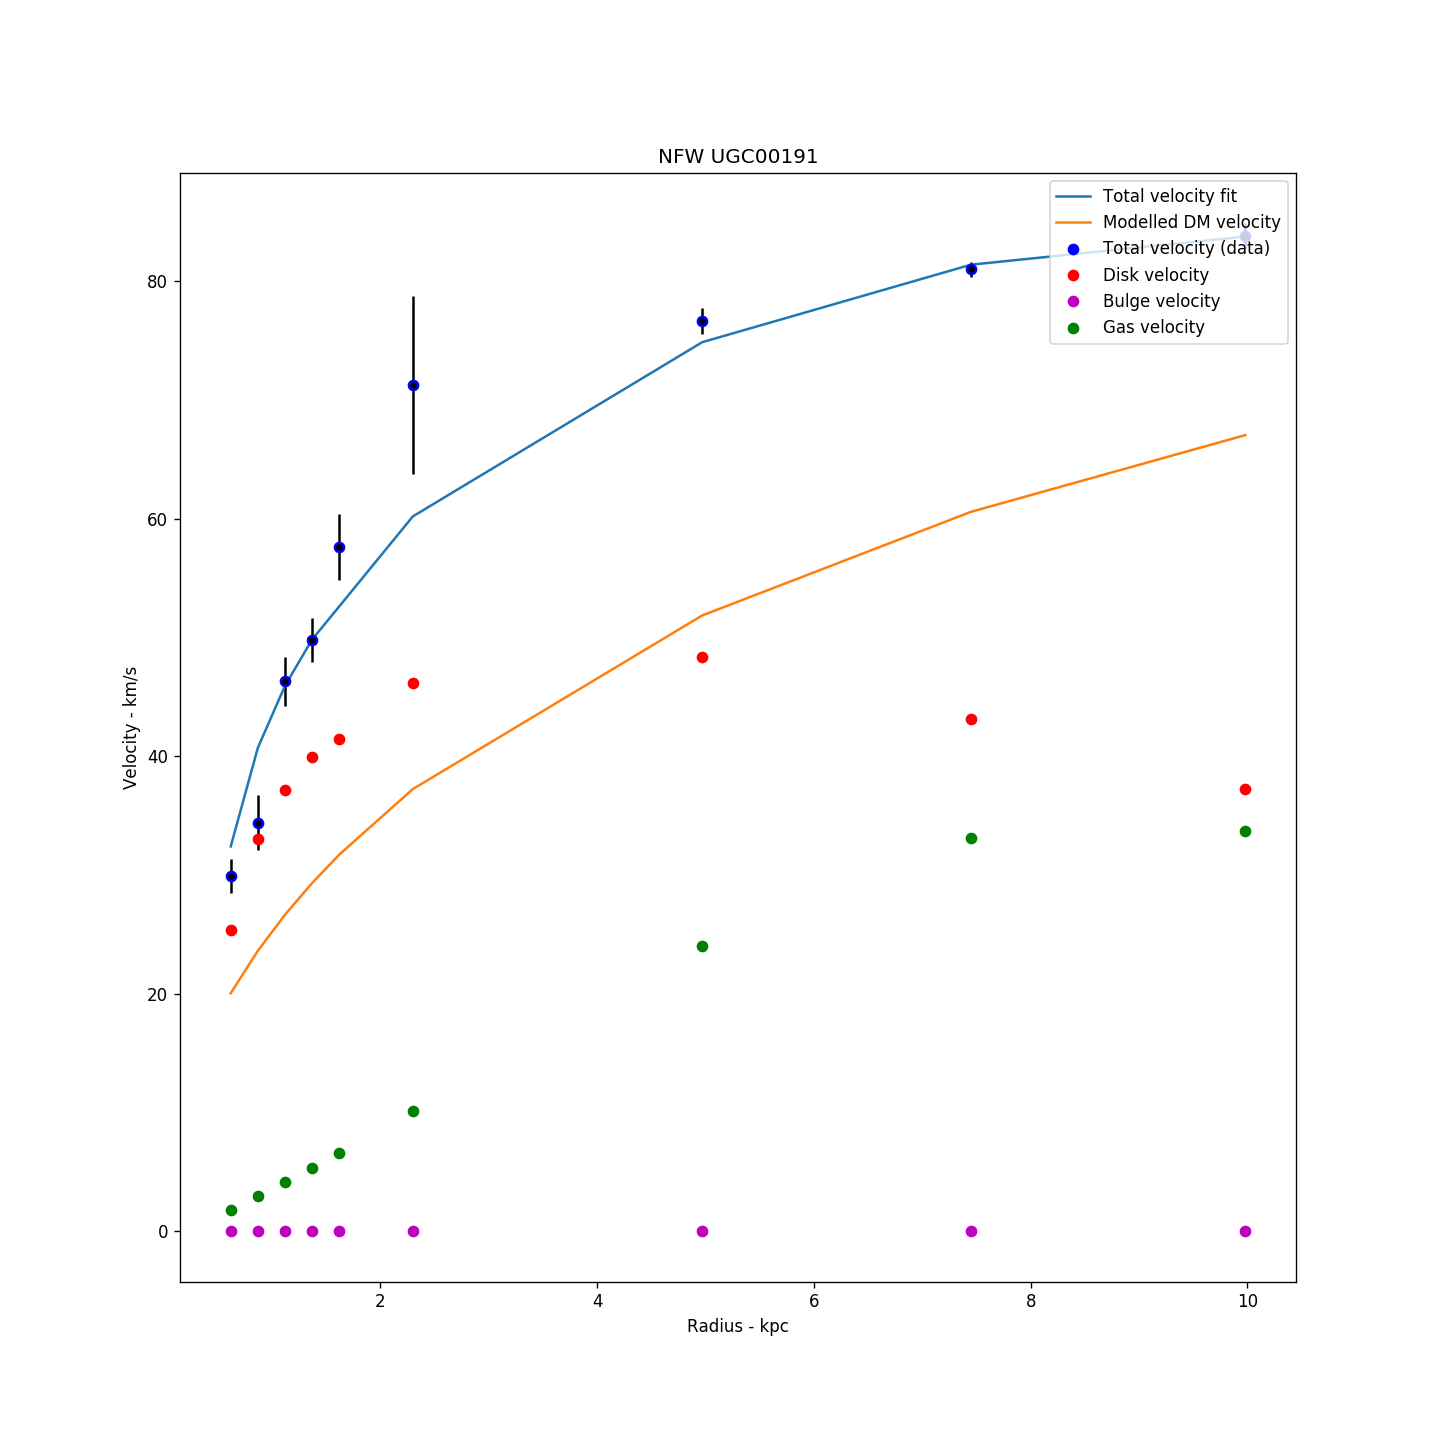 NFW UGC00191
Total velocity fit
Modelled DM velocity
Total velocity (data)
Disk velocity
Bulge velocity
Gas velocity
80
60
40
20
0
Velocity - km/s
2 4 6 8 10
Radius - kpc